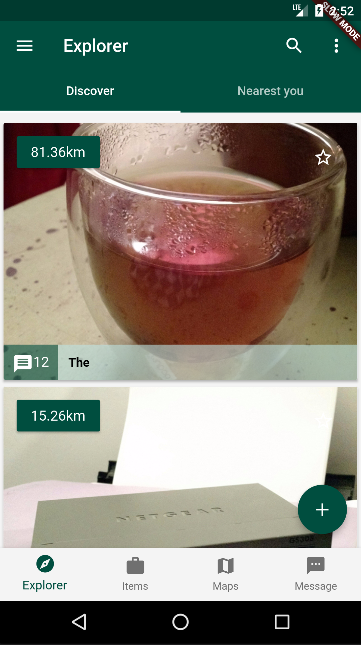 LTE
5:52
SLOW MODE
Explorer
Discover
Nearest you
81.36km
12
The
15.26km
NETGEAR
Explorer
Items
Maps
Message